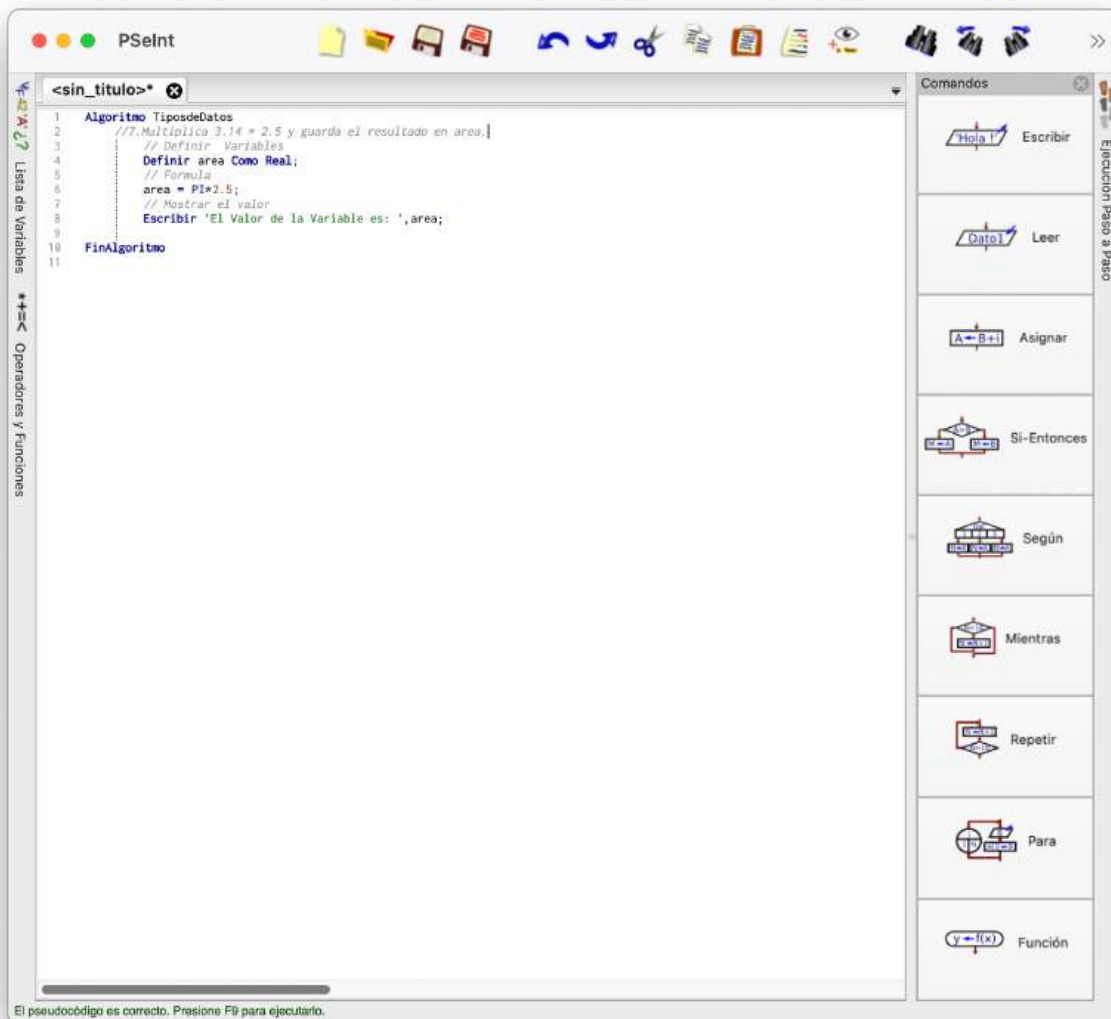 PSeInt
<sin_titulo>*
1 Algoritmo TiposdeDatos
2 //7.Multiplica 3.14 * 2.5 y guarda el resultado en area.
3 // Definir Variables
4 Definir area Como Real;
5 // Formula
6 area = PI*2.5;
7 // Mostrar el valor
8 Escribir 'El Valor de la Variable es: ',area;
9
10 FinAlgoritmo
11
Lista de Variables
*+=<
Operadores y Funciones
Comandos
'Hola !'
Escribir
Dato1
Leer
A←B+i
Asignar
Si-Entonces
Según
Mientras
Repetir
Para
y←f(x)
Función
Ejecución Paso a Paso
El pseudocódigo es correcto. Presione F9 para ejecutarlo.